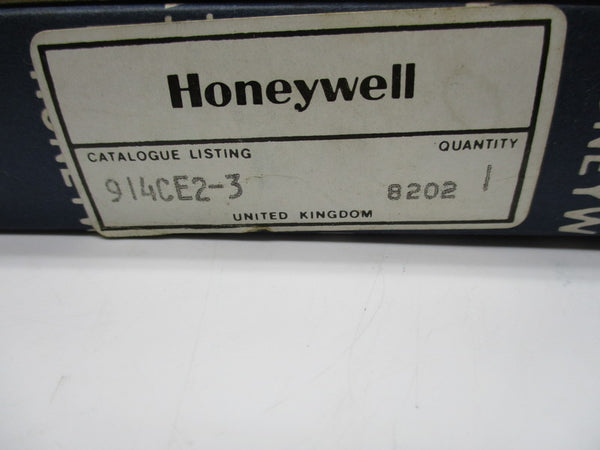 Honeywell
CATALOGUE LISTING QUANTITY
914CE2-3 8202 1
UNITED KINGDOM